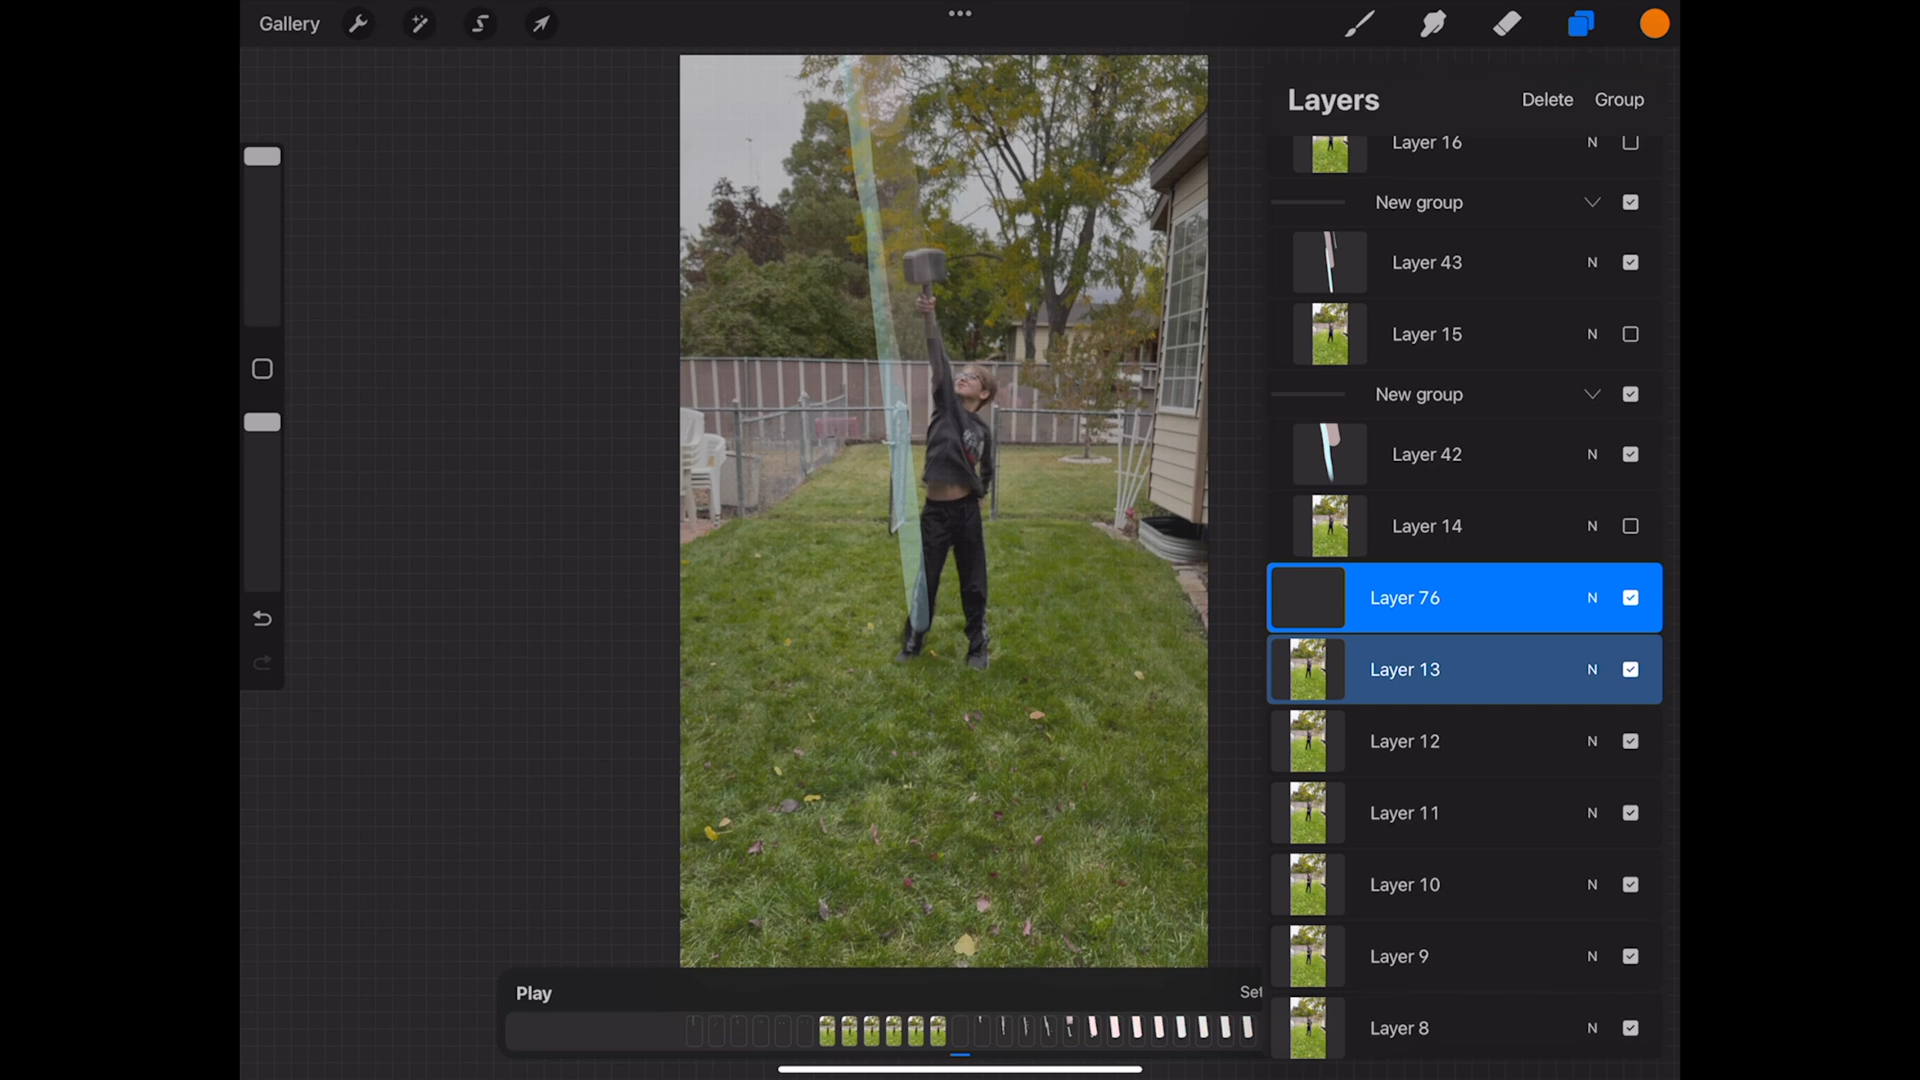 Gallery
Layers Delete Group
Layer 16 N
New group
Layer 43 N
Layer 15 N
New group
Layer 42 N
Layer 14 N
Layer 76 N
Layer 13 N
Layer 12 N
Layer 11 N
Layer 10 N
Layer 9 N
Layer 8 N
Play Set